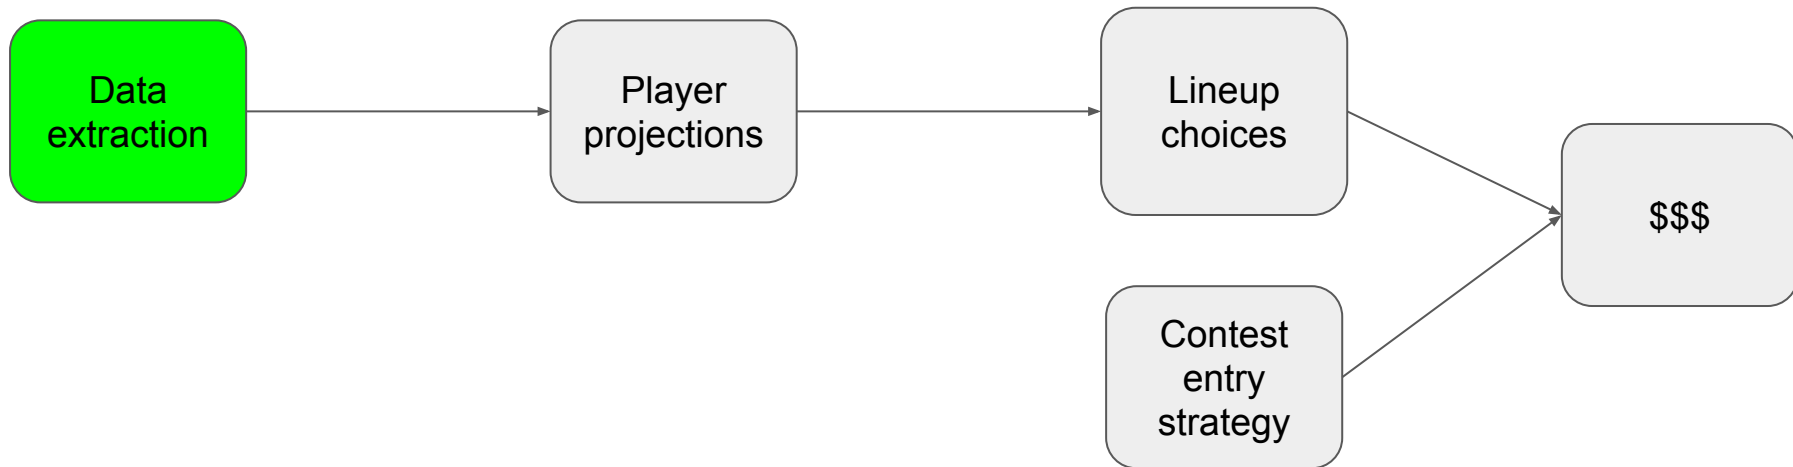 Data
extraction
Player
projections
Lineup
choices
$$$
Contest
entry
strategy